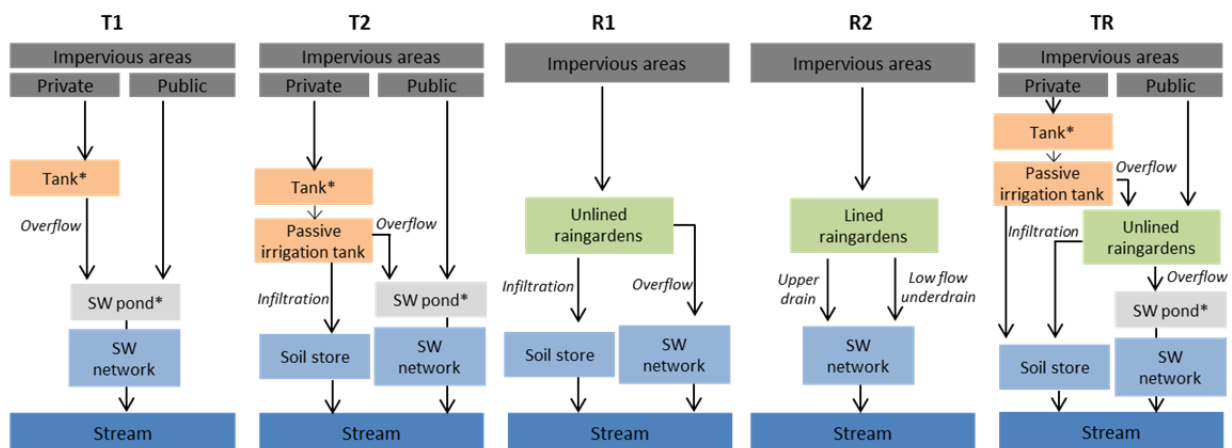 T1
Impervious areas
Private
Public
Tank*
Overflow
SW pond*
SW
network
Stream
T2
Impervious areas
Private
Public
Tank*
Passive
irrigation tank
Overflow
Infiltration
SW pond*
Soil store
SW
network
Stream
R1
Impervious areas
Unlined
raingardens
Infiltration
Overflow
Soil store
SW
network
Stream
R2
Impervious areas
Lined
raingardens
Upper
drain
Low flow
underdrain
SW
network
Stream
TR
Impervious areas
Private
Public
Tank*
Passive
irrigation tank
Overflow
Infiltration
Unlined
raingardens
Overflow
SW pond*
Soil store
SW
network
Stream